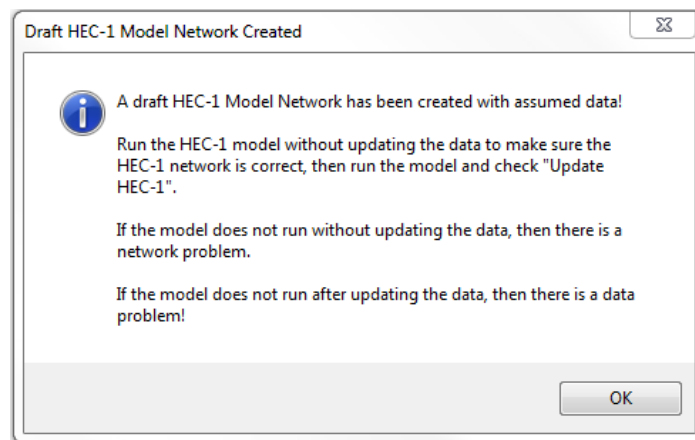 Draft HEC-1 Model Network Created
A draft HEC-1 Model Network has been created with assumed data!
Run the HEC-1 model without updating the data to make sure the
HEC-1 network is correct, then run the model and check "Update
HEC-1".
If the model does not run without updating the data, then there is a
network problem.
If the model does not run after updating the data, then there is a data
problem!
OK